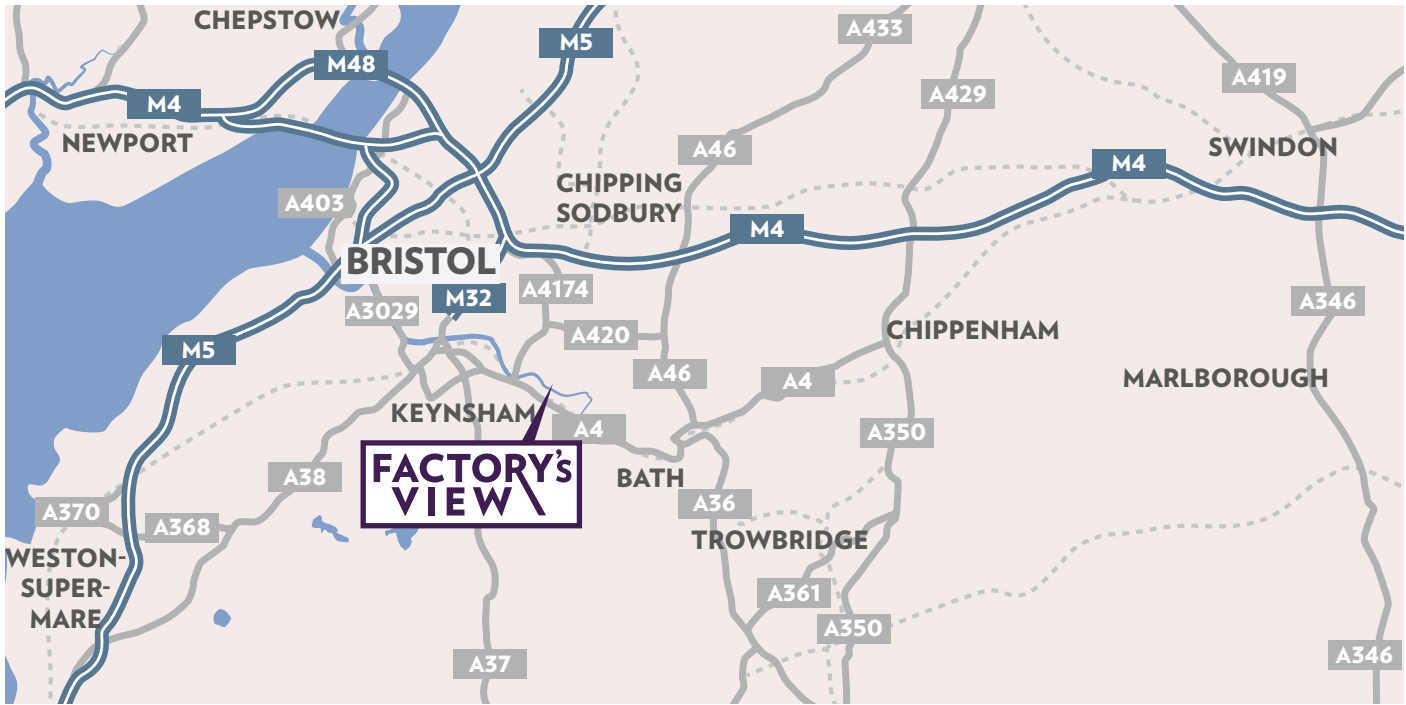 CHEPSTOW
A433
M5
M48
A419
A429
M4
NEWPORT
A46
SWINDON
M4
CHIPPING
SODBURY
A403
M4
BRISTOL
A4174
M32
A346
A3029
A420
CHIPPENHAM
M5
A46
A4
MARLBOROUGH
KEYNSHAM
A4
A350
FACTORY's
VIEW
A38
BATH
A36
A370
A368
TROWBRIDGE
WESTON-
SUPER-
MARE
A361
A350
A37
A346